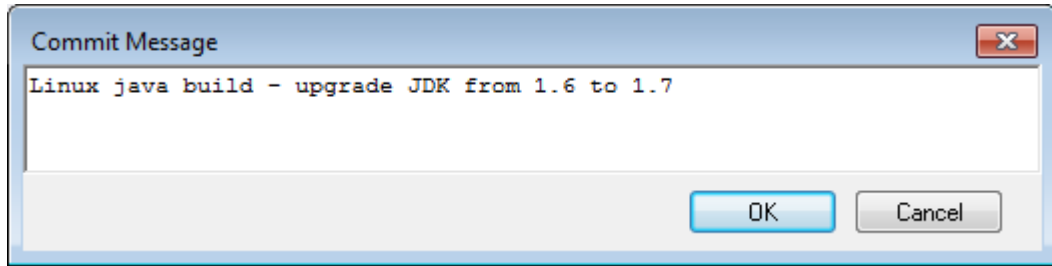 Commit Message
Linux java build - upgrade JDK from 1.6 to 1.7
OK Cancel